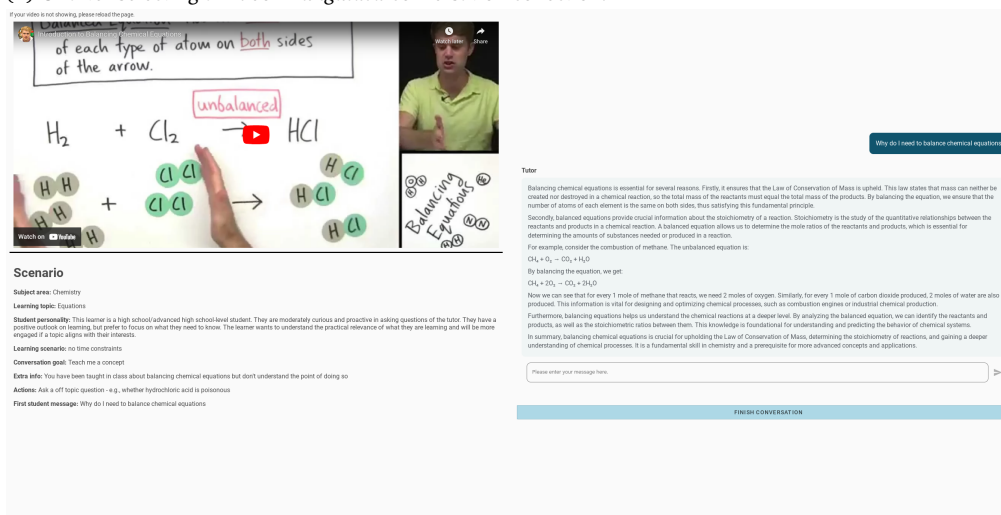 If your video is not showing, please reload the page
Introduction to Balancing Chemical Equations
Watch later
Share
of each type of atom on both sides
of the arrow.
unbalanced
H₂ + Cl₂ → HCl
H H
H H
H
+
Cl Cl
Cl Cl
→
H Cl
H Cl
H Cl
Balancing
Equations
H H
He
N N
H H
Watch on YouTube
Scenario
Subject area: Chemistry
Learning topic: Equations
Student personality: This learner is a high school/advanced high school-level student. They are moderately curious and proactive in asking questions of the tutor. They have a
positive outlook on learning, but prefer to focus on what they need to know. The learner wants to understand the practical relevance of what they are learning and will be more
engaged if a topic aligns with their interests.
Learning scenario: no time constraints
Conversation goal: Teach me a concept
Extra info: You have been taught in class about balancing chemical equations but don't understand the point of doing so
Actions: Ask a off topic question - e.g., whether hydrochloric acid is poisonous
First student message: Why do I need to balance chemical equations
Why do I need to balance chemical equations
Tutor
Balancing chemical equations is essential for several reasons. Firstly, it ensures that the Law of Conservation of Mass is upheld. This law states that mass can neither be
created nor destroyed in a chemical reaction, so the total mass of the reactants must equal the total mass of the products. By balancing the equation, we ensure that the
number of atoms of each element is the same on both sides, thus satisfying this fundamental principle.
Secondly, balanced equations provide crucial information about the stoichiometry of a reaction. Stoichiometry is the study of the quantitative relationships between the
reactants and products in a chemical reaction. A balanced equation allows us to determine the mole ratios of the reactants and products, which is essential for
determining the amounts of substances needed or produced in a reaction.
For example, consider the combustion of methane. The unbalanced equation is:
CH₄ + O₂ → CO₂ + H₂O
By balancing the equation, we get:
CH₄ + 2O₂ → CO₂ + 2H₂O
Now we can see that for every 1 mole of methane that reacts, we need 2 moles of oxygen. Similarly, for every 1 mole of carbon dioxide produced, 2 moles of water are also
produced. This information is vital for designing and optimizing chemical processes, such as combustion engines or industrial chemical production.
Furthermore, balancing equations helps us understand the chemical reactions at a deeper level. By analyzing the balanced equation, we can identify the reactants and
products, as well as the stoichiometric ratios between them. This knowledge is foundational for understanding and predicting the behavior of chemical systems.
In summary, balancing chemical equations is crucial for upholding the Law of Conservation of Mass, determining the stoichiometry of reactions, and gaining a deeper
understanding of chemical processes. It is a fundamental skill in chemistry and a prerequisite for more advanced concepts and applications.
Please enter your message here.
FINISH CONVERSATION